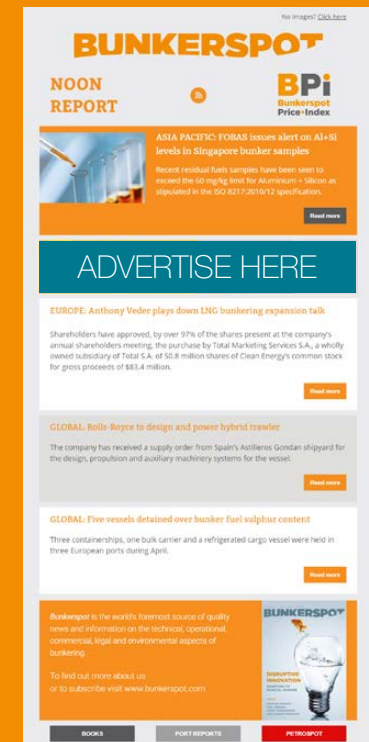 No images? Click here
BUNKERSPOT
NOON
REPORT
BPi
Bunkerspot
Price•Index
ASIA PACIFIC: FOBAS issues alert on Al+Si
levels in Singapore bunker samples
Recent residual fuels samples have been seen to
exceed the 60 mg/kg limit for Aluminium + Silicon as
stipulated in the ISO 8217:2010/12 specification.
Read more
ADVERTISE HERE
EUROPE: Anthony Veder plays down LNG bunkering expansion talk
Shareholders have approved, by over 97% of the shares present at the company's
annual shareholders meeting, the purchase by Total Marketing Services S.A., a wholly
owned subsidiary of Total S.A. of 50.8 million shares of Clean Energy's common stock
for gross proceeds of $83.4 million.
Read more
GLOBAL: Rolls-Royce to design and power hybrid trawler
The company has received a supply order from Spain's Astilleros Gondan shipyard for
the design, propulsion and auxiliary machinery systems for the vessel.
Read more
GLOBAL: Five vessels detained over bunker fuel sulphur content
Three containerships, one bulk carrier and a refrigerated cargo vessel were held in
three European ports during April.
Read more
Bunkerspot is the world's foremost source of quality
news and information on the technical, operational,
commercial, legal and environmental aspects of
bunkering.
To find out more about us
or to subscribe visit www.bunkerspot.com
BUNKERSPOT
DISRUPTIVE
INNOVATION
BOOKS
PORT REPORTS
PETROSPOT